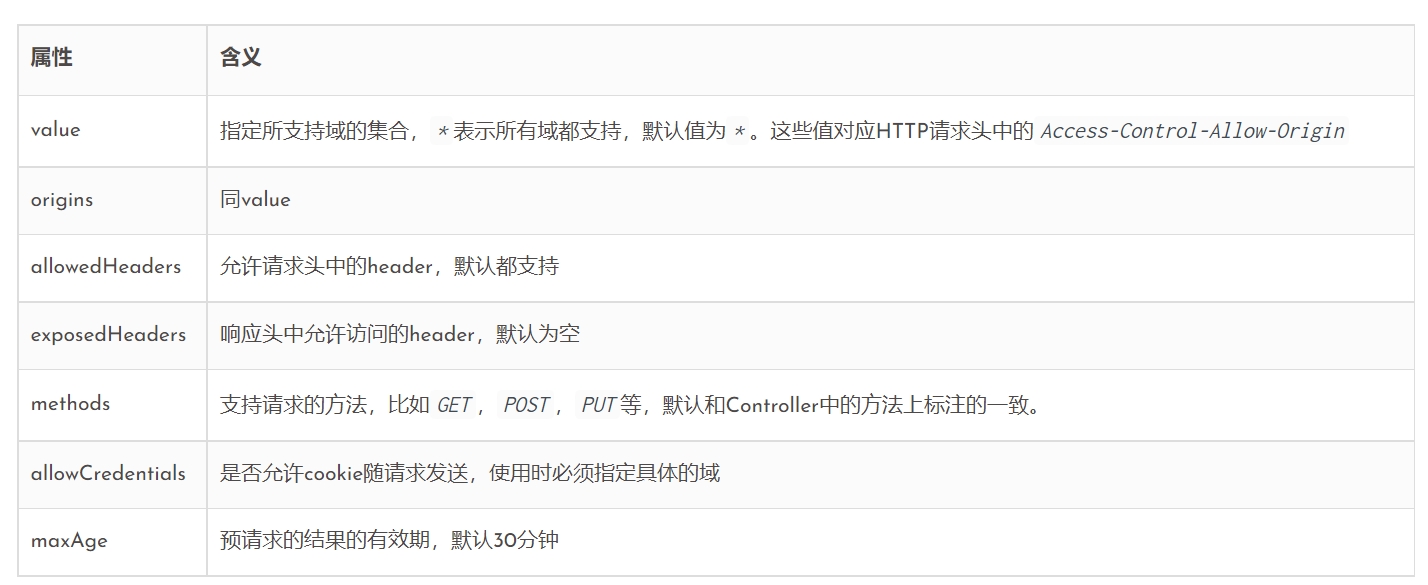 属性 含义
value 指定所支持域的集合，*表示所有域都支持，默认值为 * 。这些值对应HTTP请求头中的 Access-Control-Allow-Origin
origins 同value
allowedHeaders 允许请求头中的header，默认都支持
exposedHeaders 响应头中允许访问的header，默认为空
methods 支持请求的方法，比如 GET ， POST ， PUT 等，默认和Controller中的方法上标注的一致。
allowCredentials 是否允许cookie随请求发送，使用时必须指定具体的域
maxAge 预请求的结果的有效期，默认30分钟